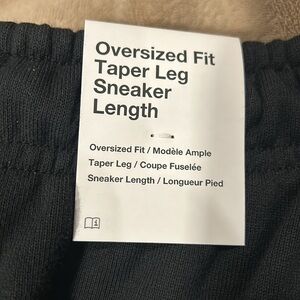 Oversized Fit
Taper Leg
Sneaker
Length
Oversized Fit / Modèle Ample
Taper Leg / Coupe Fuselée
Sneaker Length / Longueur Pied